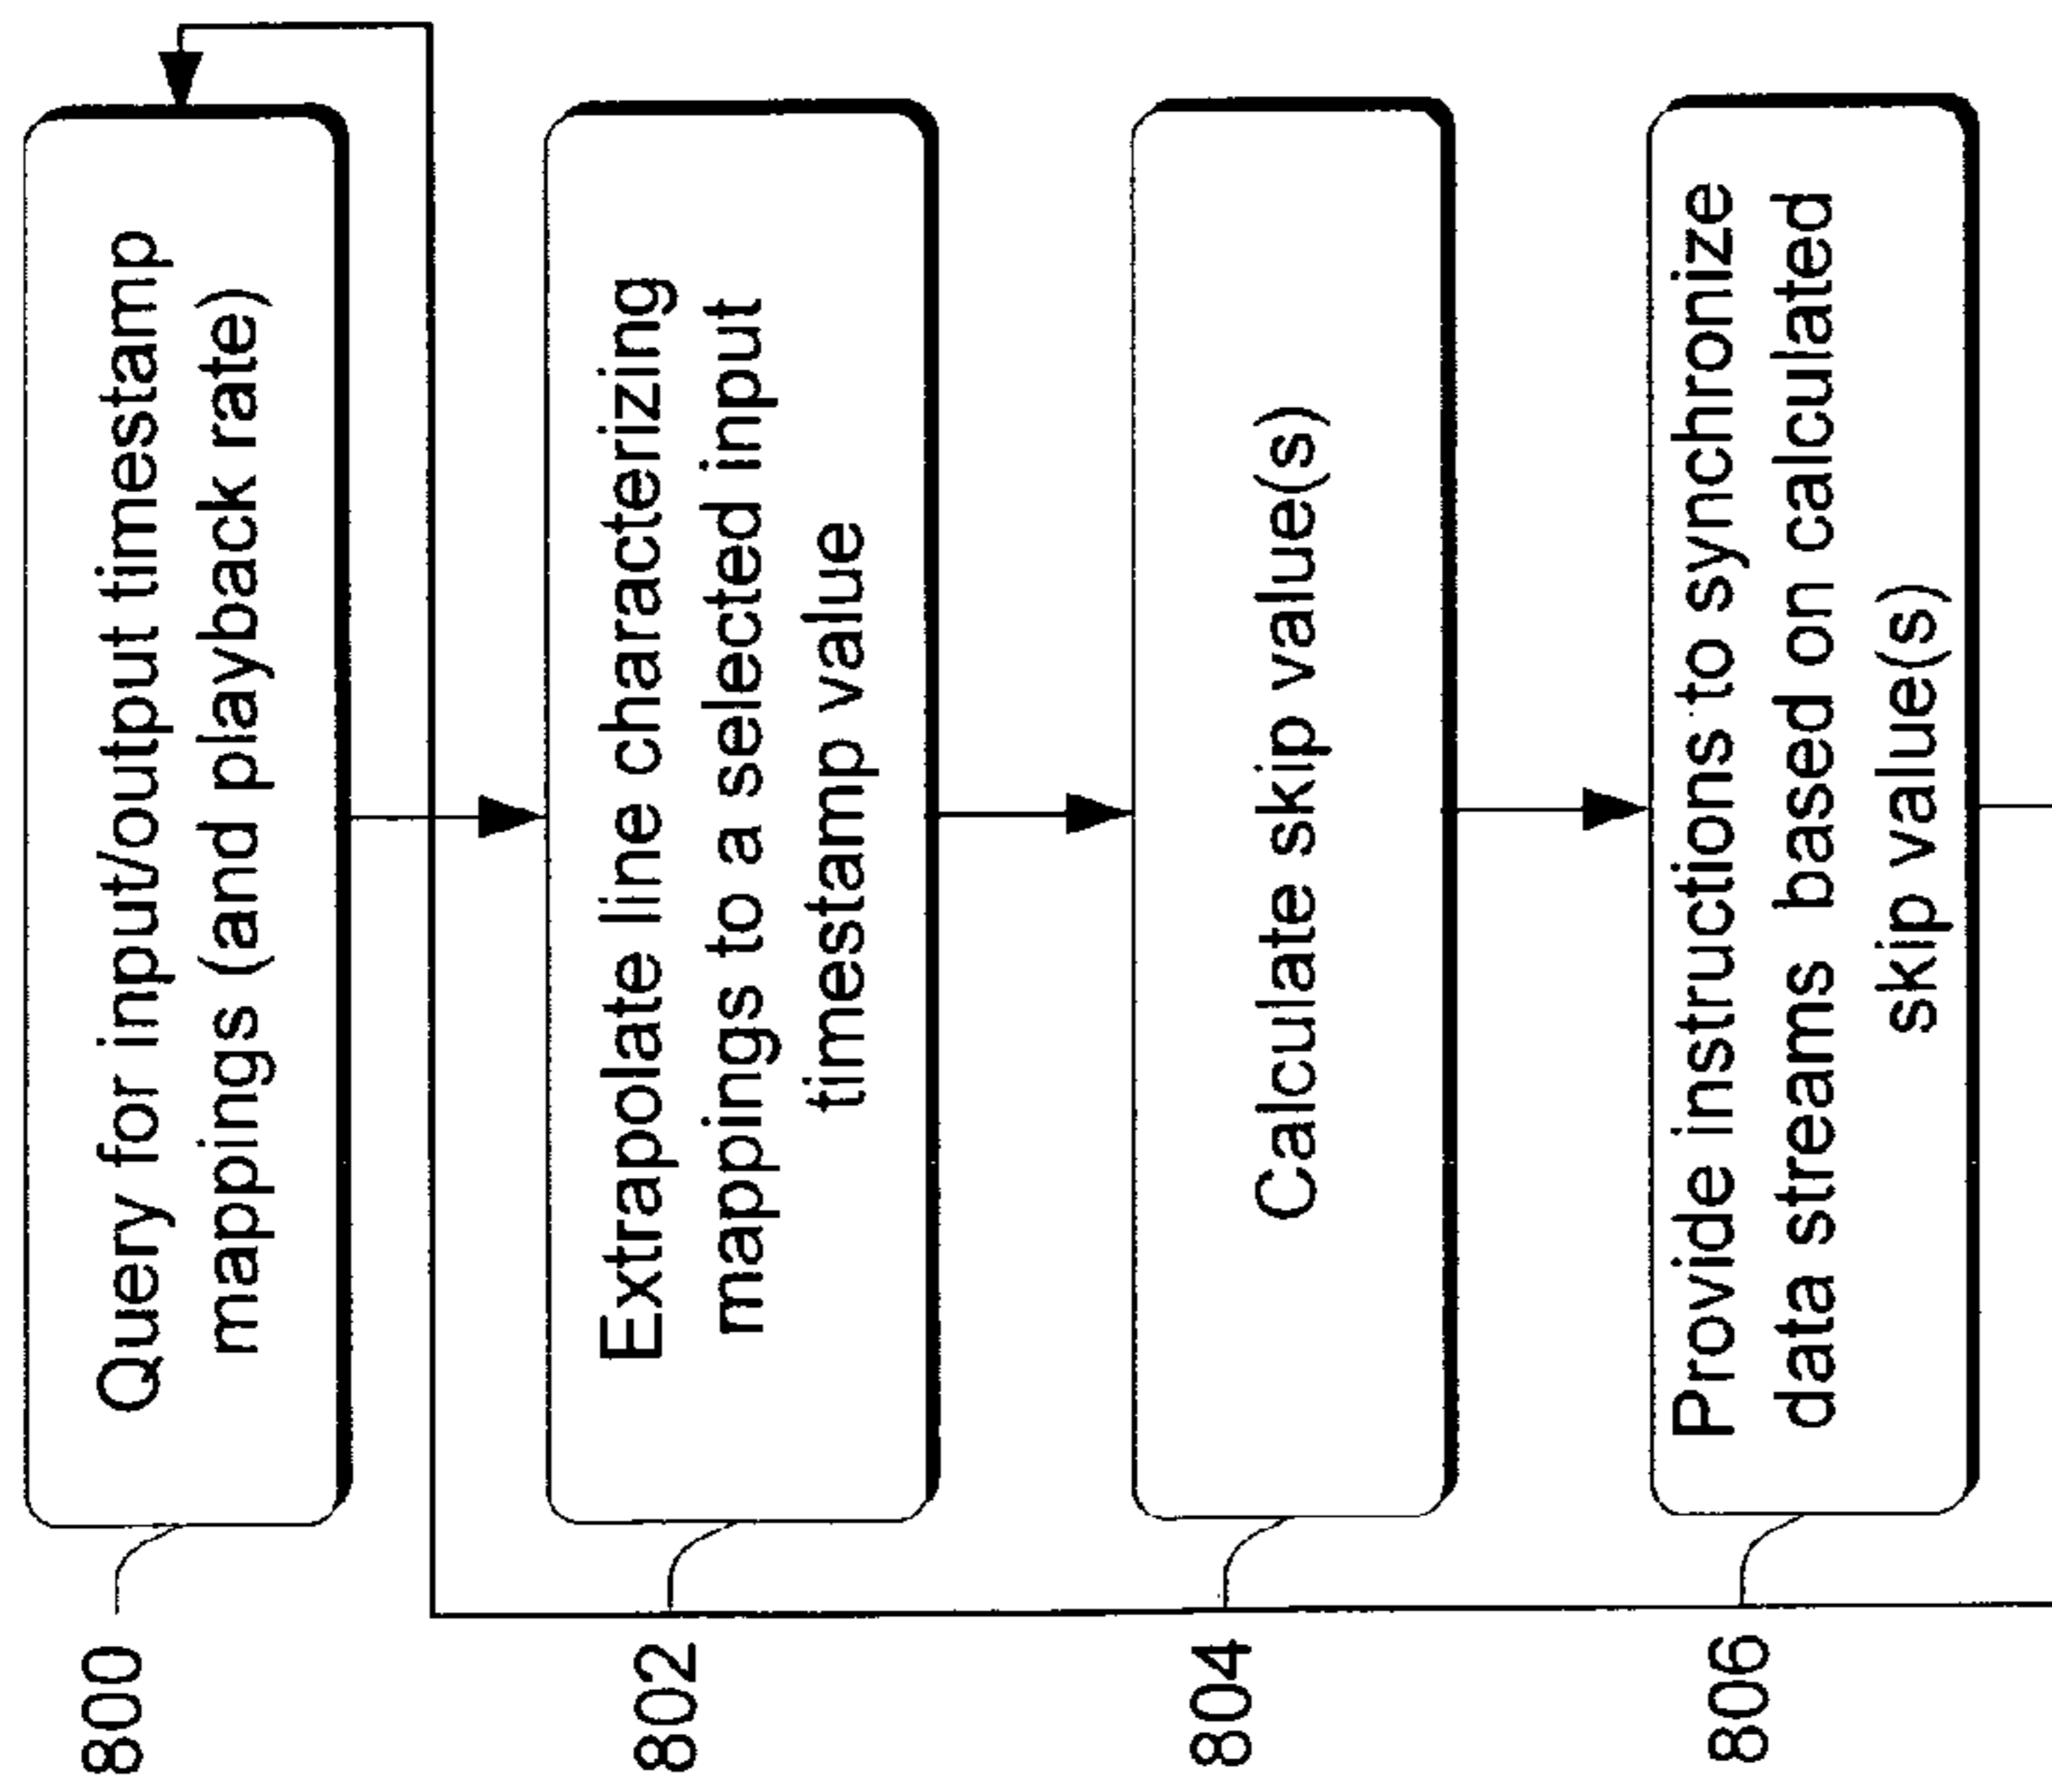 800
Query for input/output timestamp
mappings (and playback rate)
802
Extrapolate line characterizing
mappings to a selected input
timestamp value
804
Calculate skip value(s)
806
Provide instructions to synchronize
data streams based on calculated
skip value(s)